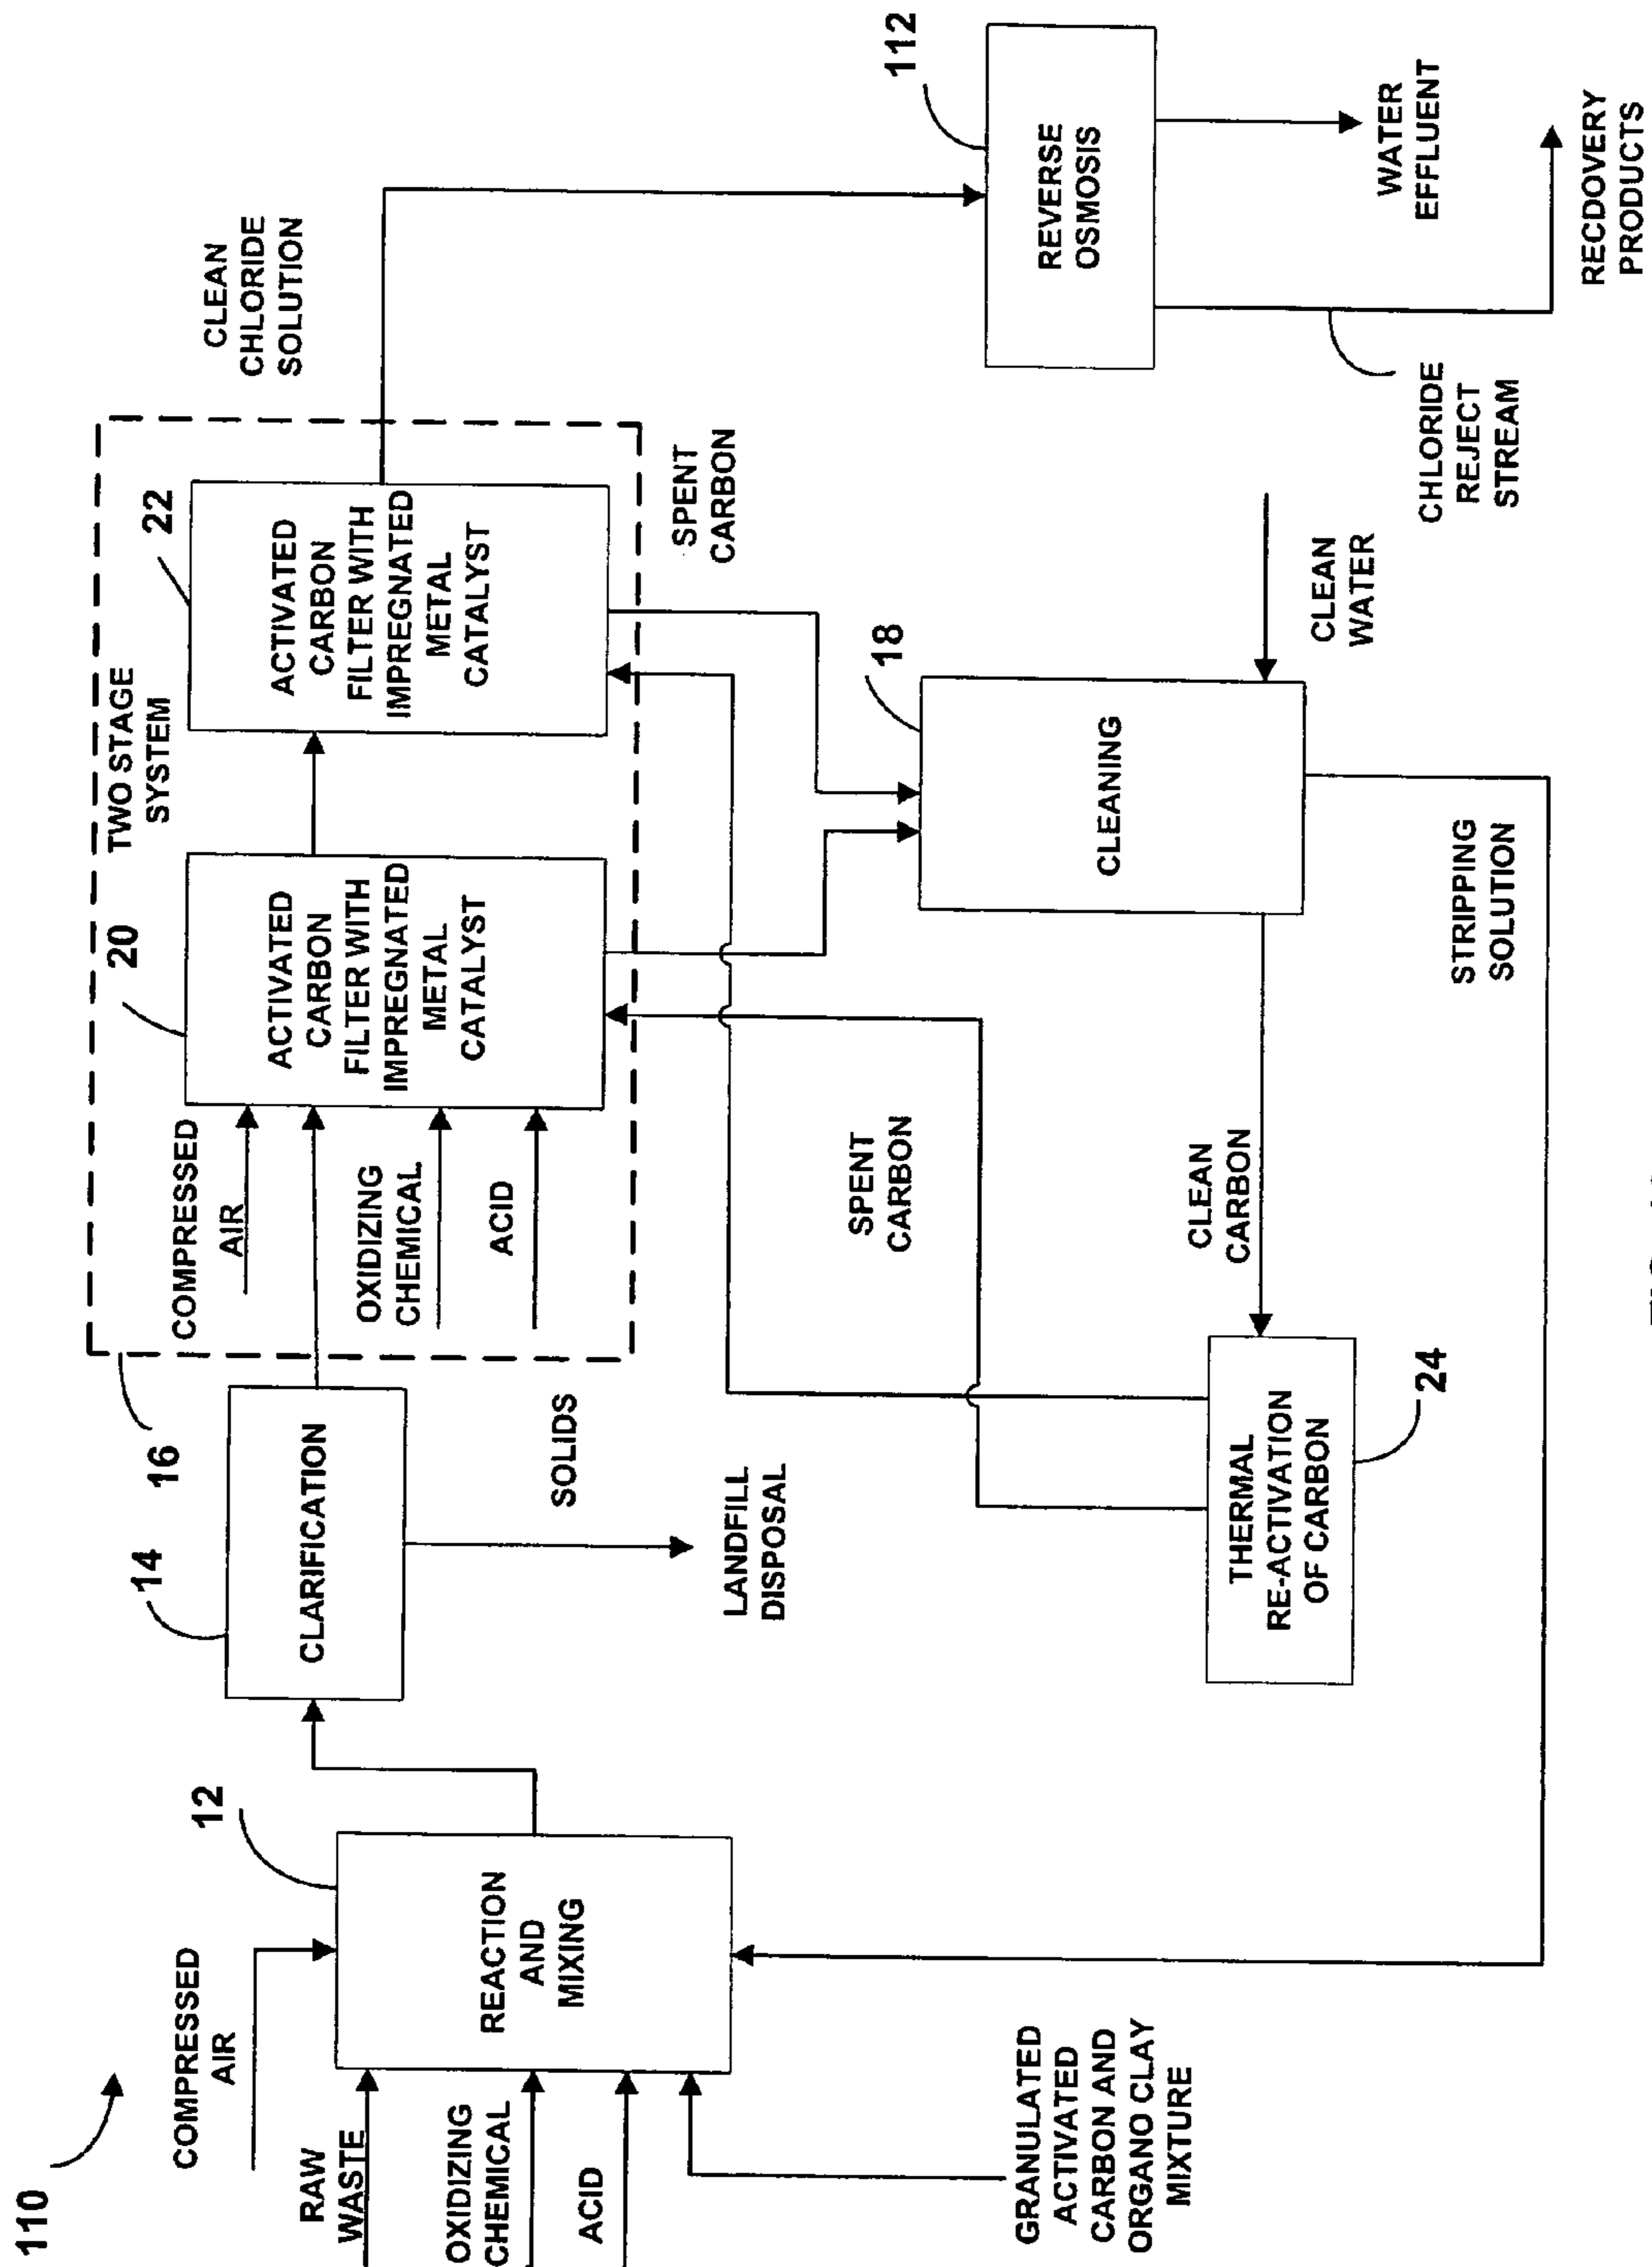 110
COMPRESSED
AIR
RAW
WASTE
OXIDIZING
CHEMICAL
ACID
GRANULATED
ACTIVATED
CARBON AND
ORGANO CLAY
MIXTURE
12
REACTION
AND
MIXING
14
CLARIFICATION
SOLIDS
LANDFILL
DISPOSAL
16
TWO STAGE
SYSTEM
COMPRESSED
AIR
OXIDIZING
CHEMICAL
ACID
20
ACTIVATED
CARBON
FILTER WITH
IMPREGNATED
METAL
CATALYST
22
ACTIVATED
CARBON
FILTER WITH
IMPREGNATED
METAL
CATALYST
CLEAN
CHLORIDE
SOLUTION
SPENT
CARBON
SPENT
CARBON
18
CLEANING
CLEAN
WATER
CLEAN
CARBON
24
THERMAL
RE-ACTIVATION
OF CARBON
STRIPPING
SOLUTION
112
REVERSE
OSMOSIS
WATER
EFFLUENT
CHLORIDE
REJECT
STREAM
RECDOVERY
PRODUCTS